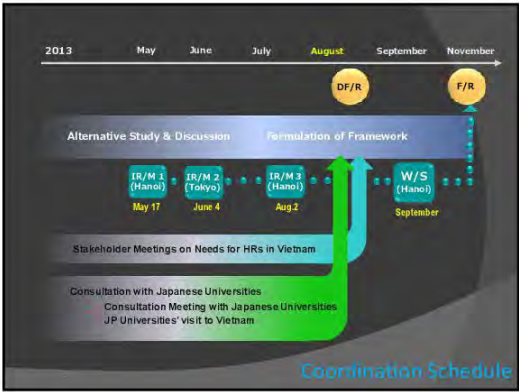 2013 May June July August September November
DF/R F/R
Alternative Study & Discussion Formulation of Framework
IR/M 1 IR/M 2 IR/M 3 W/S
(Hanoi) (Tokyo) (Hanoi) (Hanoi)
May 17 June 4 Aug.2 September
Stakeholder Meetings on Needs for HRs in Vietnam
Consultation with Japanese Universities
Consultation Meeting with Japanese Universities
JP Universities' visit to Vietnam
Coordination Schedule